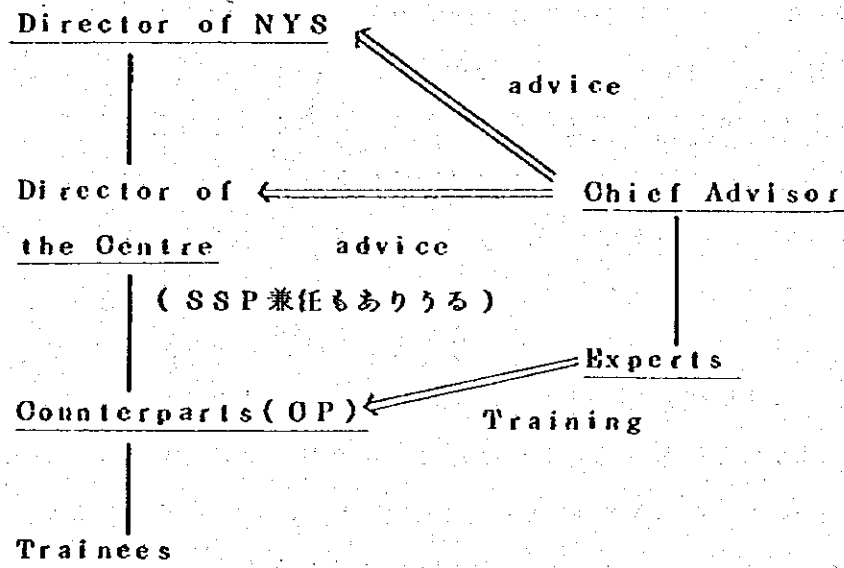 Director of NYS
advice
Director of
the Centre
Chief Advisor
advice
(SSP兼任もありうる)
Experts
Counterparts(CP)
Training
Trainees